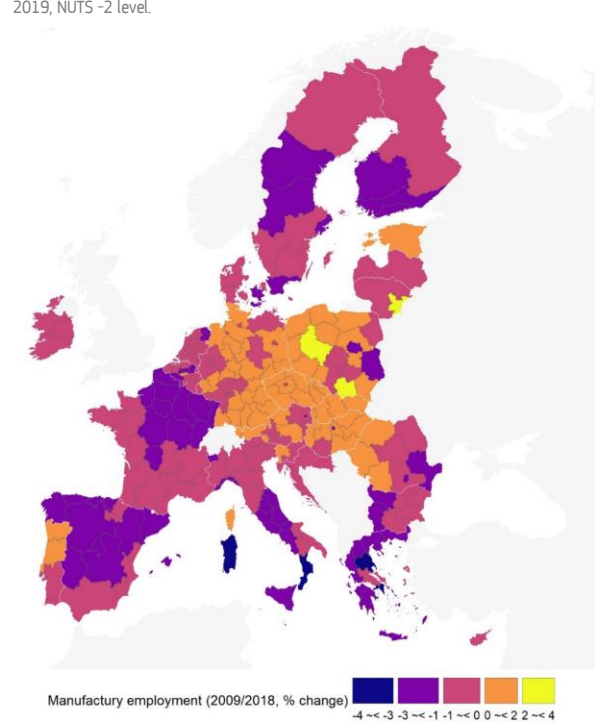 2019, NUTS -2 level.
Manufactury employment (2009/2018, % change)
-4 ~< -3 -3 ~< -1 -1 ~< 0 0 ~< 2 2 ~< 4